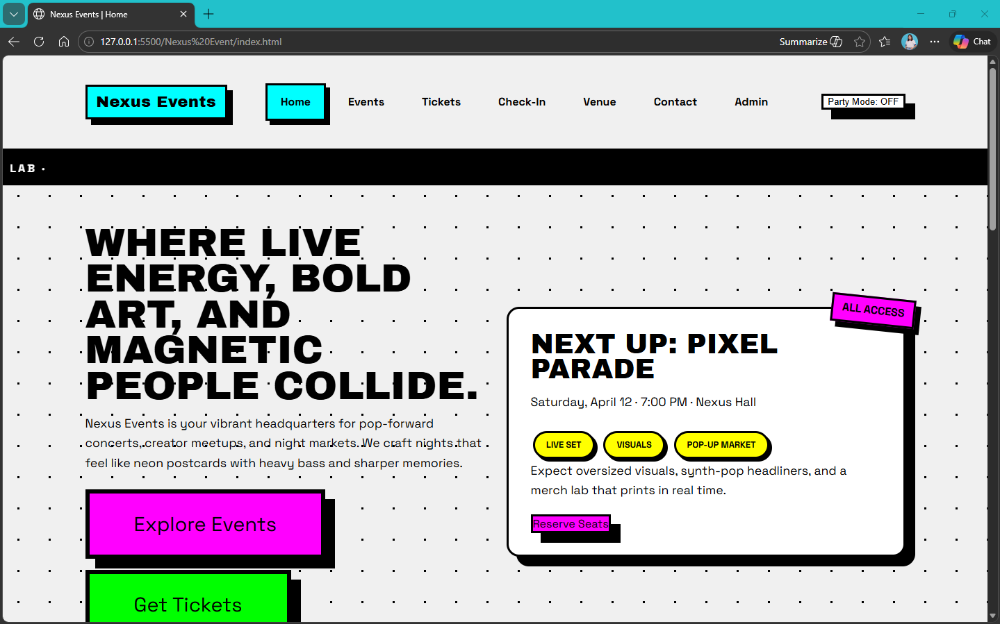 Nexus Events | Home
127.0.0.1:5500/Nexus%20Event/index.html
Summarize
Chat
Nexus Events
Home
Events
Tickets
Check-In
Venue
Contact
Admin
Party Mode: OFF
LAB •
WHERE LIVE
ENERGY, BOLD
ART, AND
MAGNETIC
PEOPLE COLLIDE.
Nexus Events is your vibrant headquarters for pop-forward
concerts, creator meetups, and night markets. We craft nights that
feel like neon postcards with heavy bass and sharper memories.
Explore Events
Get Tickets
ALL ACCESS
NEXT UP: PIXEL
PARADE
Saturday, April 12 · 7:00 PM · Nexus Hall
LIVE SET
VISUALS
POP-UP MARKET
Expect oversized visuals, synth-pop headliners, and a
merch lab that prints in real time.
Reserve Seats